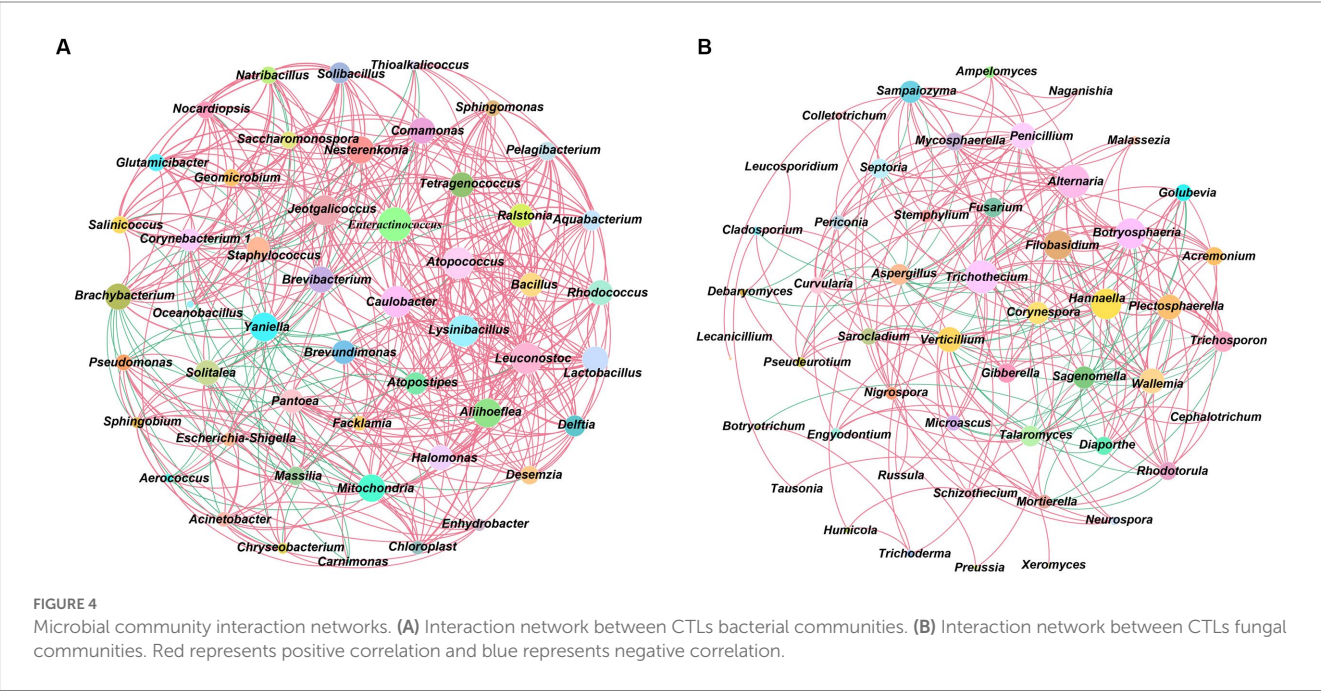 A
B
Thioalkalicoccus
Natribacillus
Solibacillus
Nocardiopsis
Sphingomonas
Comamonas
Saccharomonospora
Nesterenkonia
Pelagibacterium
Glutamicibacter
Geomicrobium
Tetragenococcus
Jeotgalicoccus
Enteractinococcus
Ralstonia
Aquabacterium
Salinicoccus
Corynebacterium 1
Staphylococcus
Atopococcus
Brevibacterium
Bacillus
Rhodococcus
Brachybacterium
Caulobacter
Oceanobacillus
Yaniella
Lysinibacillus
Brevundimonas
Leuconostoc
Pseudomonas
Solitalea
Lactobacillus
Atopostipes
Pantoea
Aliihoeflea
Sphingobium
Facklamia
Delftia
Escherichia-Shigella
Halomonas
Aerococcus
Massilia
Desemzia
Mitochondria
Acinetobacter
Enhydrobacter
Chryseobacterium
Chloroplast
Carnimonas
Ampelomyces
Sampaiozyma
Naganishia
Colletotrichum
Mycosphaerella
Penicillium
Malassezia
Leucosporidium
Septoria
Alternaria
Golubevia
Fusarium
Stemphylium
Periconia
Cladosporium
Botryosphaeria
Filobasidium
Acremonium
Aspergillus
Trichothecium
Curvularia
Debaryomyces
Hannaella
Plectosphaerella
Corynespora
Lecanicillium
Sarocladium
Verticillium
Trichosporon
Pseudeurotium
Gibberella
Sagenomella
Wallemia
Nigrospora
Cephalotrichum
Botryotrichum
Engyodontium
Microascus
Talaromyces
Diaporthe
Rhodotorula
Russula
Tausonia
Schizothecium
Mortierella
Neurospora
Humicola
Trichoderma
Preussia
Xeromyces
FIGURE 4
Microbial community interaction networks. (A) Interaction network between CTLs bacterial communities. (B) Interaction network between CTLs fungal
communities. Red represents positive correlation and blue represents negative correlation.